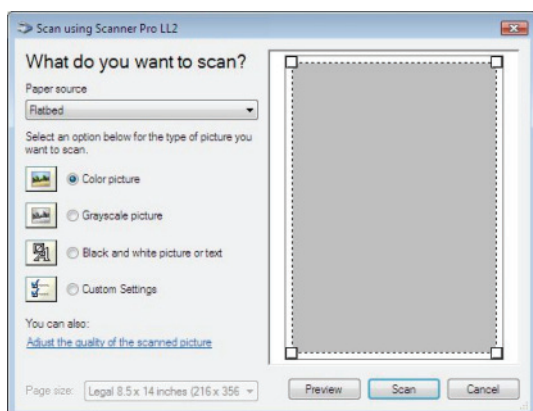 Scan using Scanner Pro LL2
What do you want to scan?
Paper source
Flatbed
Select an option below for the type of picture you
want to scan.
Color picture
Grayscale picture
Black and white picture or text
Custom Settings
You can also:
Adjust the quality of the scanned picture
Page size:
Legal 8.5 x 14 inches (216 x 356
Preview
Scan
Cancel